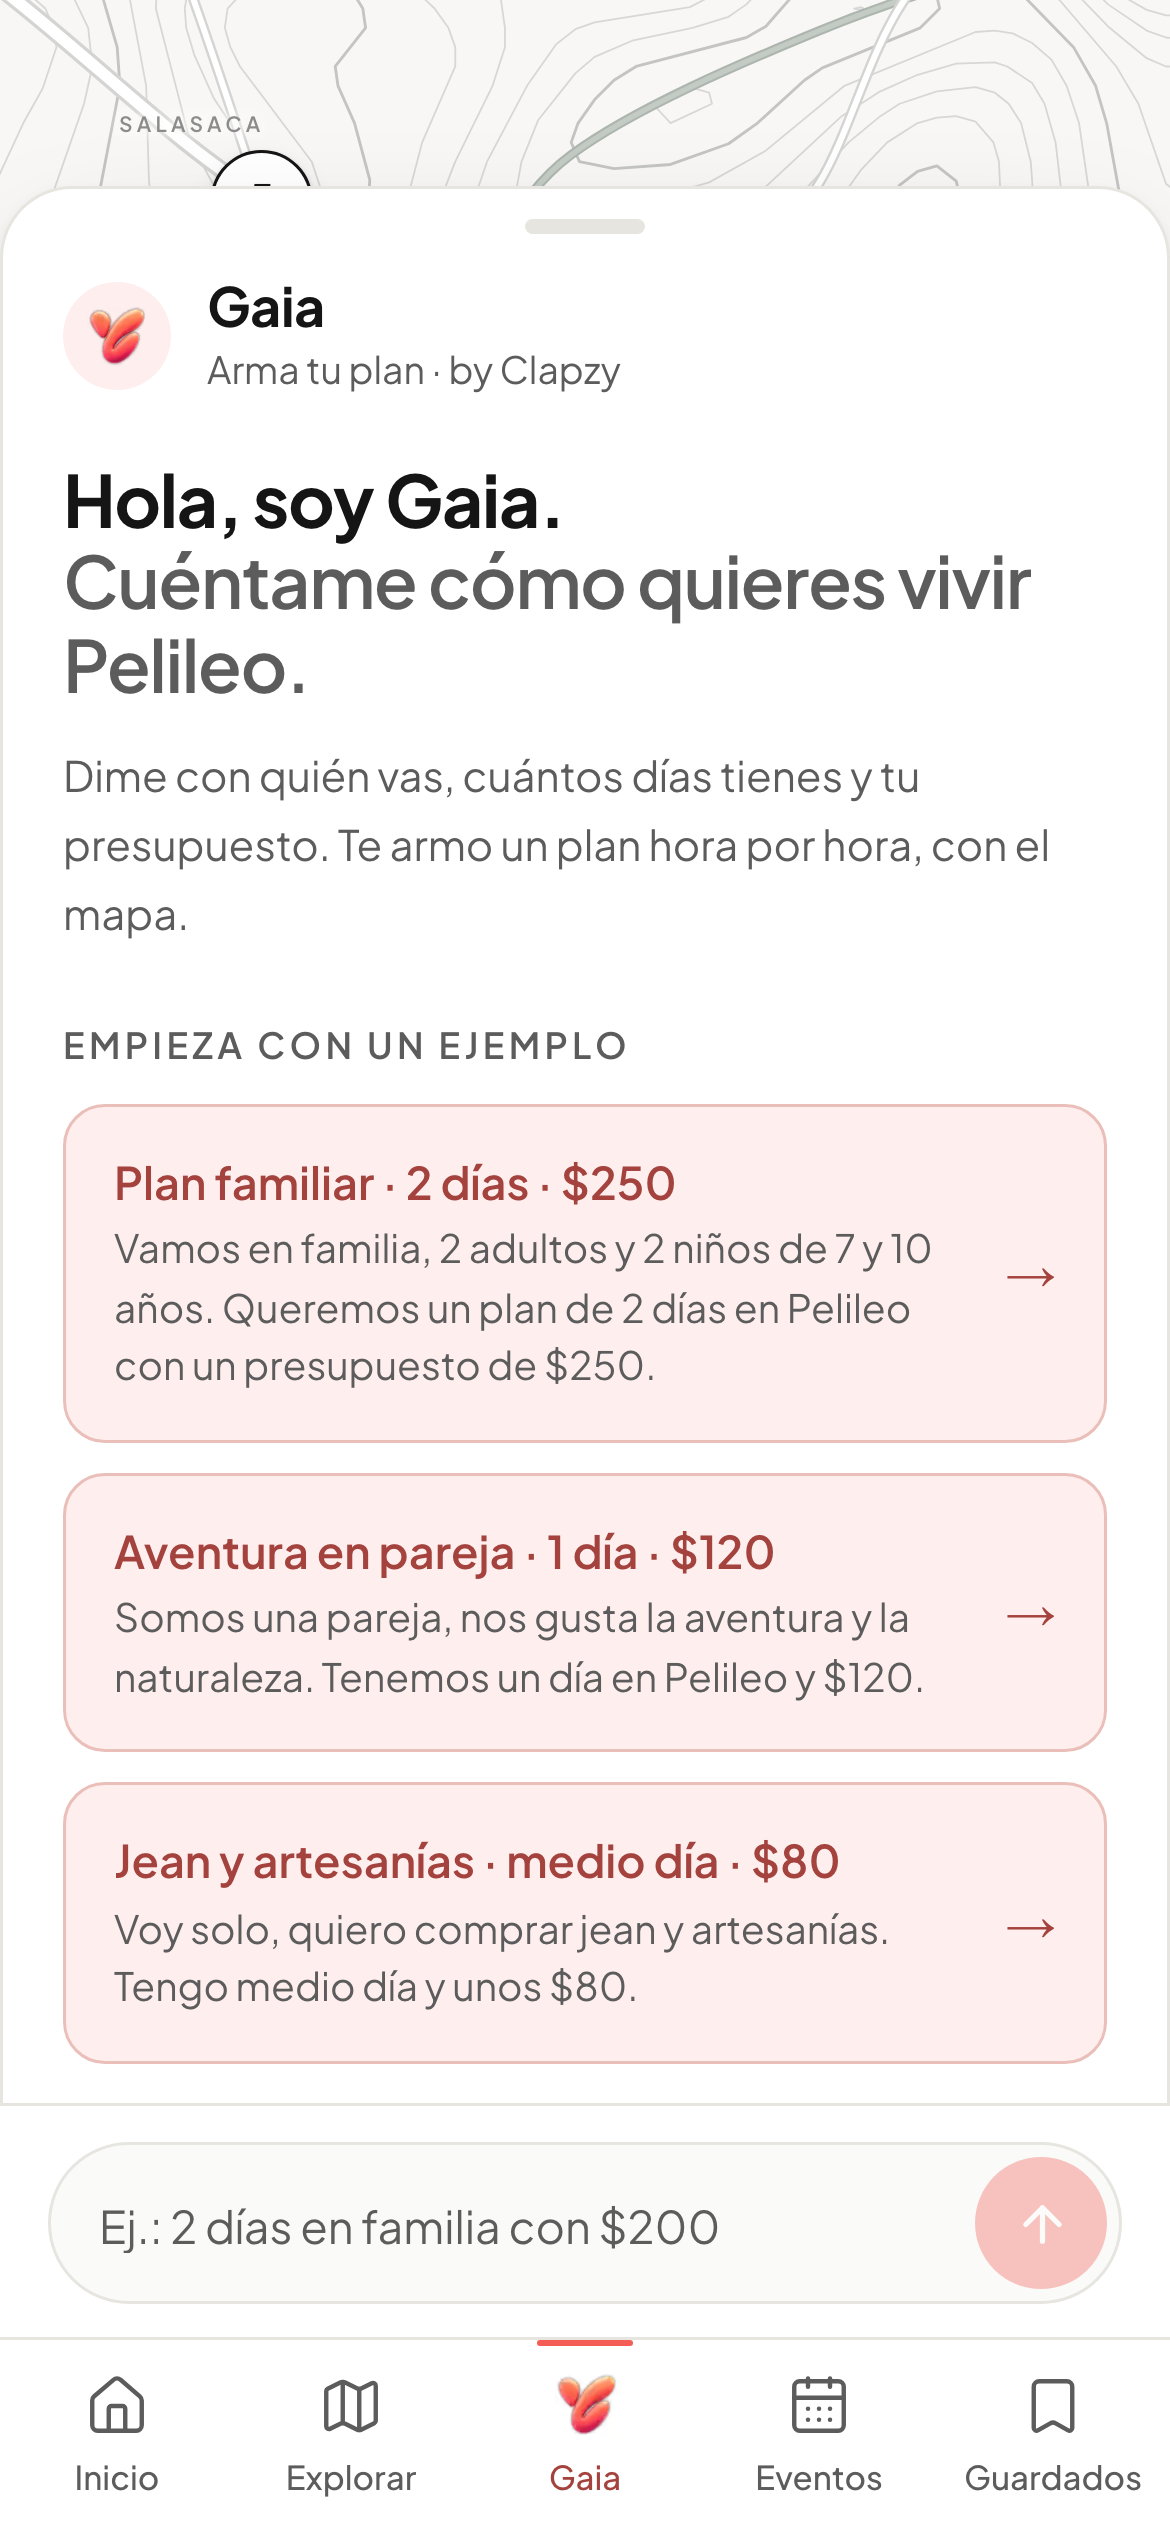 SALASACA
Gaia
Arma tu plan · by Clapzy
Hola, soy Gaia.
Cuéntame cómo quieres vivir
Pelileo.
Dime con quién vas, cuántos días tienes y tu
presupuesto. Te armo un plan hora por hora, con el
mapa.
EMPIEZA CON UN EJEMPLO
Plan familiar · 2 días · $250
Vamos en familia, 2 adultos y 2 niños de 7 y 10
años. Queremos un plan de 2 días en Pelileo
con un presupuesto de $250.
→
Aventura en pareja · 1 día · $120
Somos una pareja, nos gusta la aventura y la
naturaleza. Tenemos un día en Pelileo y $120.
→
Jean y artesanías · medio día · $80
Voy solo, quiero comprar jean y artesanías.
Tengo medio día y unos $80.
→
Ej.: 2 días en familia con $200
Inicio
Explorar
Gaia
Eventos
Guardados